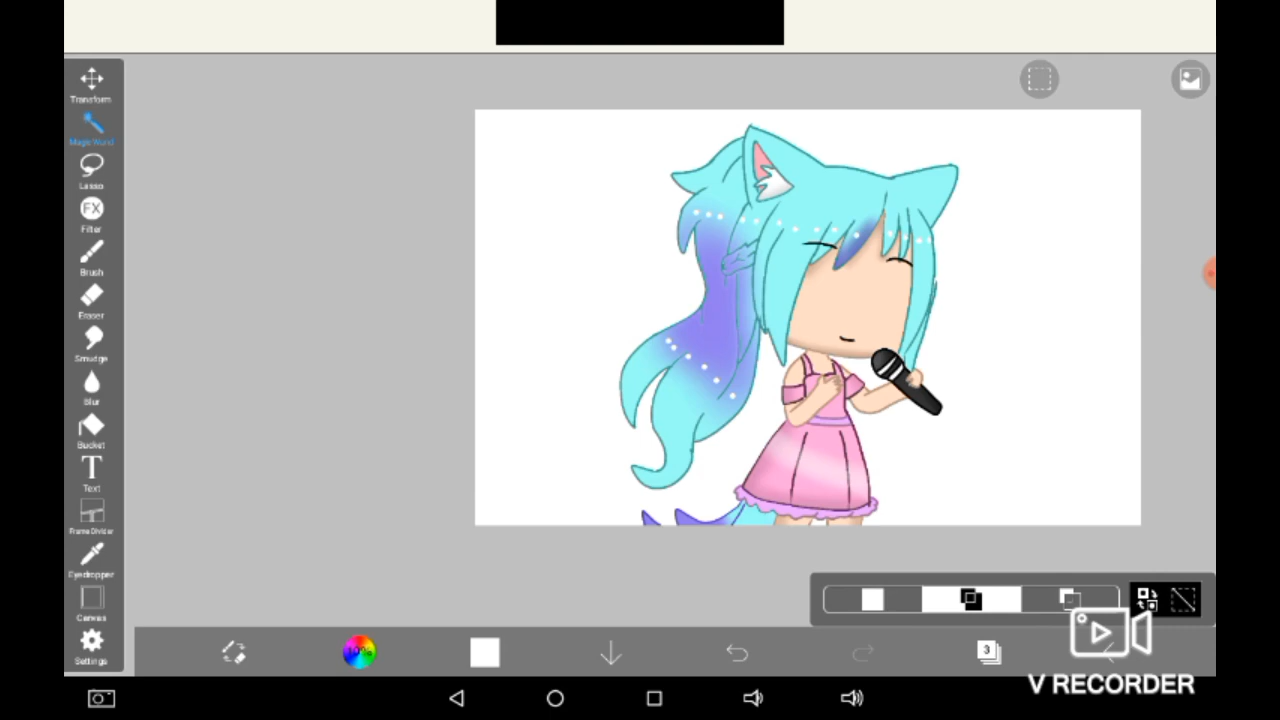 Transform
Magic Wand
Lasso
FX
Filter
Brush
Eraser
Smudge
Blur
Bucket
T
Text
Frame Divider
Eyedropper
Canvas
Settings
10%
3
V RECORDER